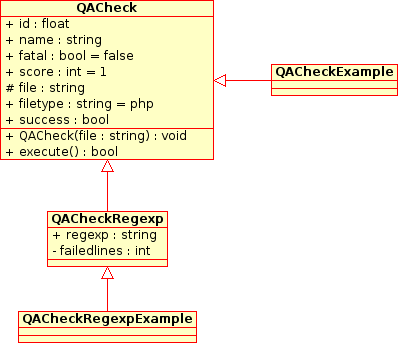 QACheck
+ id : float
+ name : string
+ fatal : bool = false
+ score : int = 1
# file : string
+ filetype : string = php
+ success : bool
+ QACheck(file : string) : void
+ execute() : bool
QACheckExample
QACheckRegexp
+ regexp : string
- failedlines : int
QACheckRegexpExample